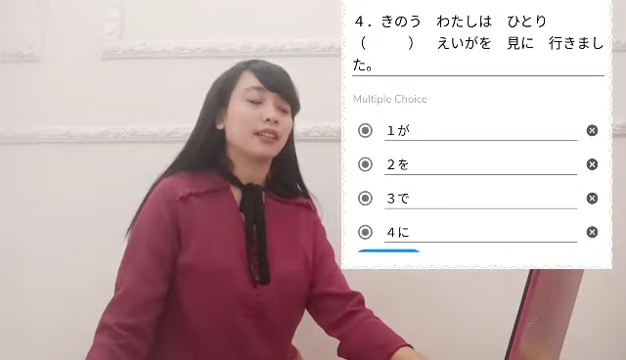 ４．きのう　わたしは　ひとり
（　　　）　えいがを　見に　行きまし
た。
Multiple Choice
１が
２を
３で
４に